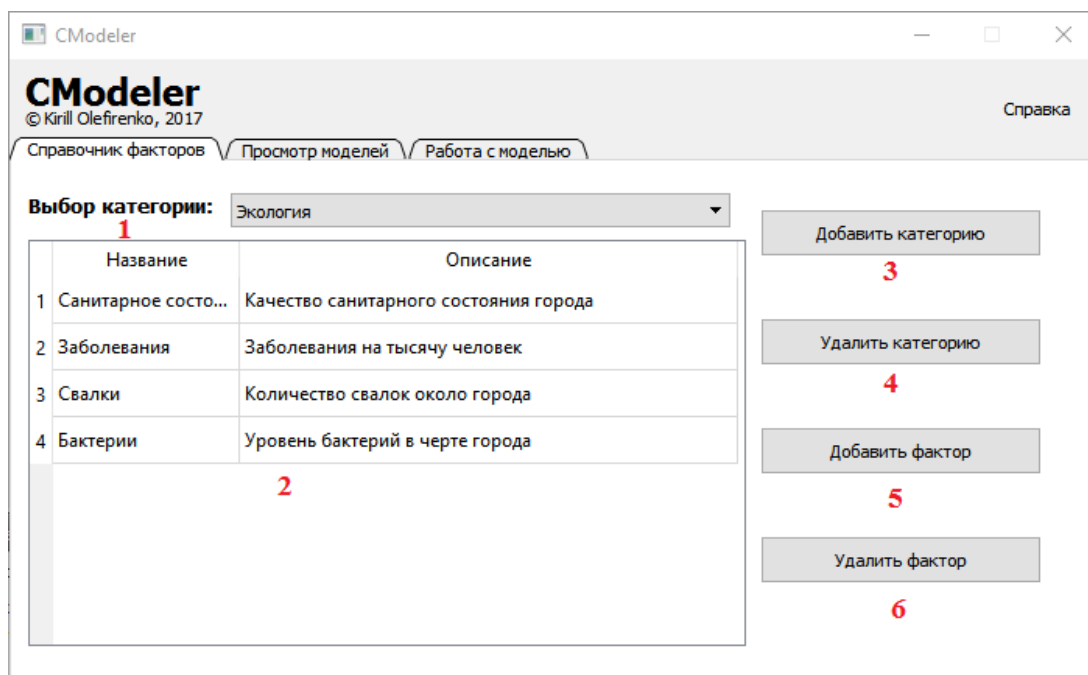 CModeler
CModeler
© Kirill Olefirenko, 2017
Справка
Справочник факторов Просмотр моделей Работа с моделью
Выбор категории: Экология
1
Название Описание
1 Санитарное состо... Качество санитарного состояния города
2 Заболевания Заболевания на тысячу человек
3 Свалки Количество свалок около города
4 Бактерии Уровень бактерий в черте города
2
Добавить категорию
3
Удалить категорию
4
Добавить фактор
5
Удалить фактор
6